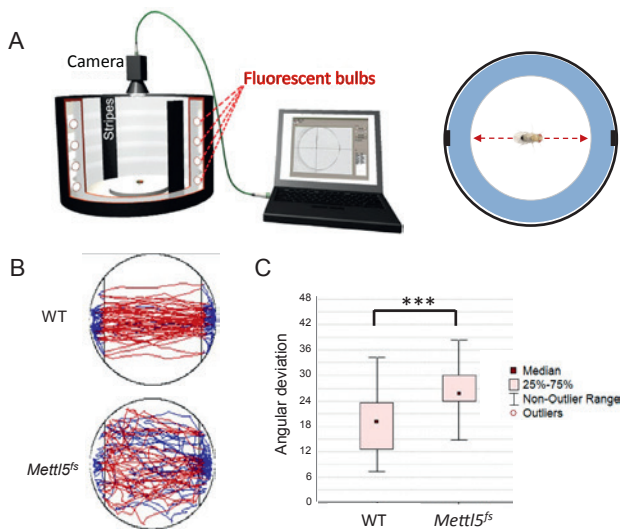 A
Camera
Fluorescent bulbs
Stripes
B
WT
Mettl5fs
C
Angular deviation
48
42
36
30
24
18
12
6
0
***
WT
Mettl5fs
Median
25%-75%
Non-Outlier Range
Outliers